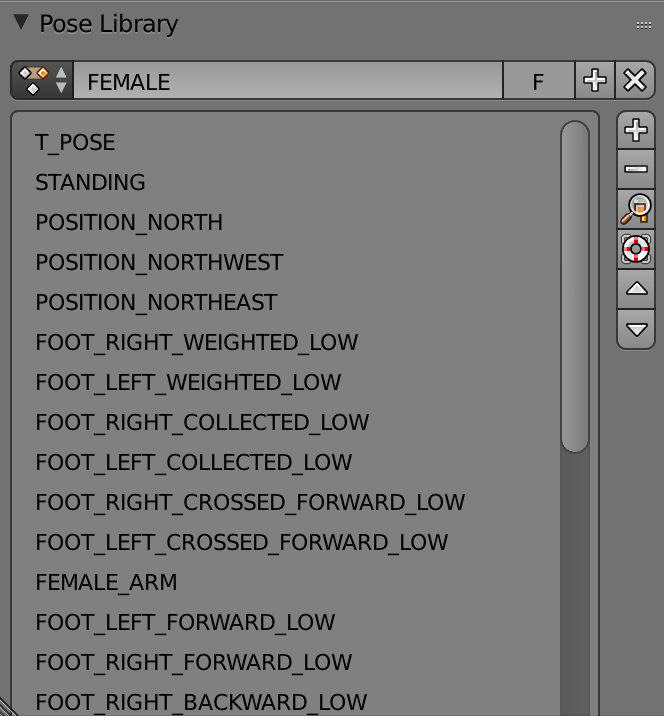 Pose Library
FEMALE F
T_POSE
STANDING
POSITION_NORTH
POSITION_NORTHWEST
POSITION_NORTHEAST
FOOT_RIGHT_WEIGHTED_LOW
FOOT_LEFT_WEIGHTED_LOW
FOOT_RIGHT_COLLECTED_LOW
FOOT_LEFT_COLLECTED_LOW
FOOT_RIGHT_CROSSED_FORWARD_LOW
FOOT_LEFT_CROSSED_FORWARD_LOW
FEMALE_ARM
FOOT_LEFT_FORWARD_LOW
FOOT_RIGHT_FORWARD_LOW
FOOT_RIGHT_BACKWARD_LOW